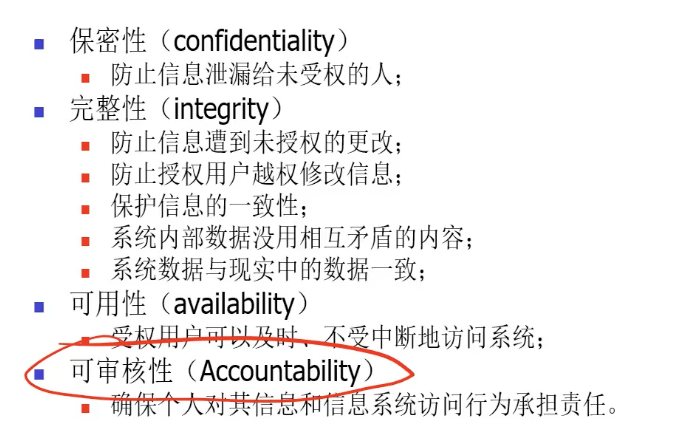 保密性（confidentiality）
防止信息泄漏给未受权的人；
完整性（integrity）
防止信息遭到未授权的更改；
防止授权用户越权修改信息；
保护信息的一致性；
系统内部数据没用相互矛盾的内容；
系统数据与现实中的数据一致；
可用性（availability）
受权用户可以及时、不受中断地访问系统；
可审核性（Accountability）
确保个人对其信息和信息系统访问行为承担责任。